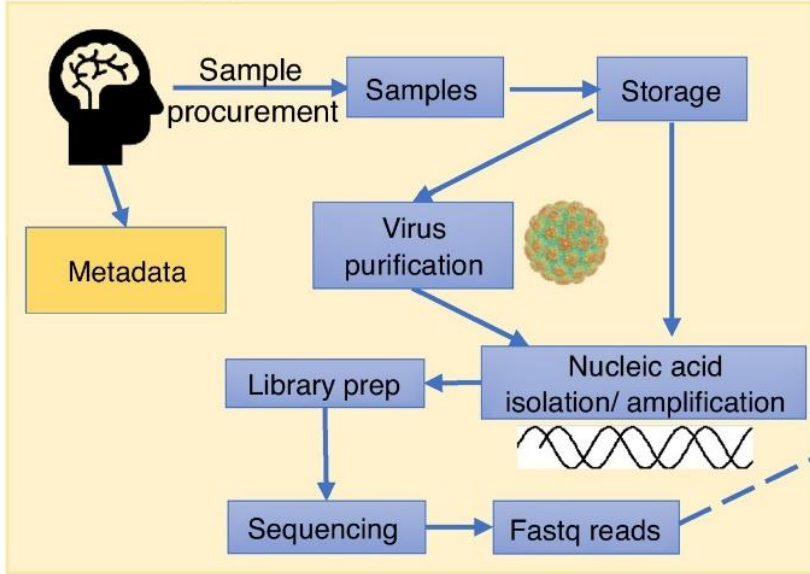 Sample
procurement
Samples
Storage
Virus
purification
Metadata
Nucleic acid
isolation/ amplification
Library prep
Sequencing
Fastq reads